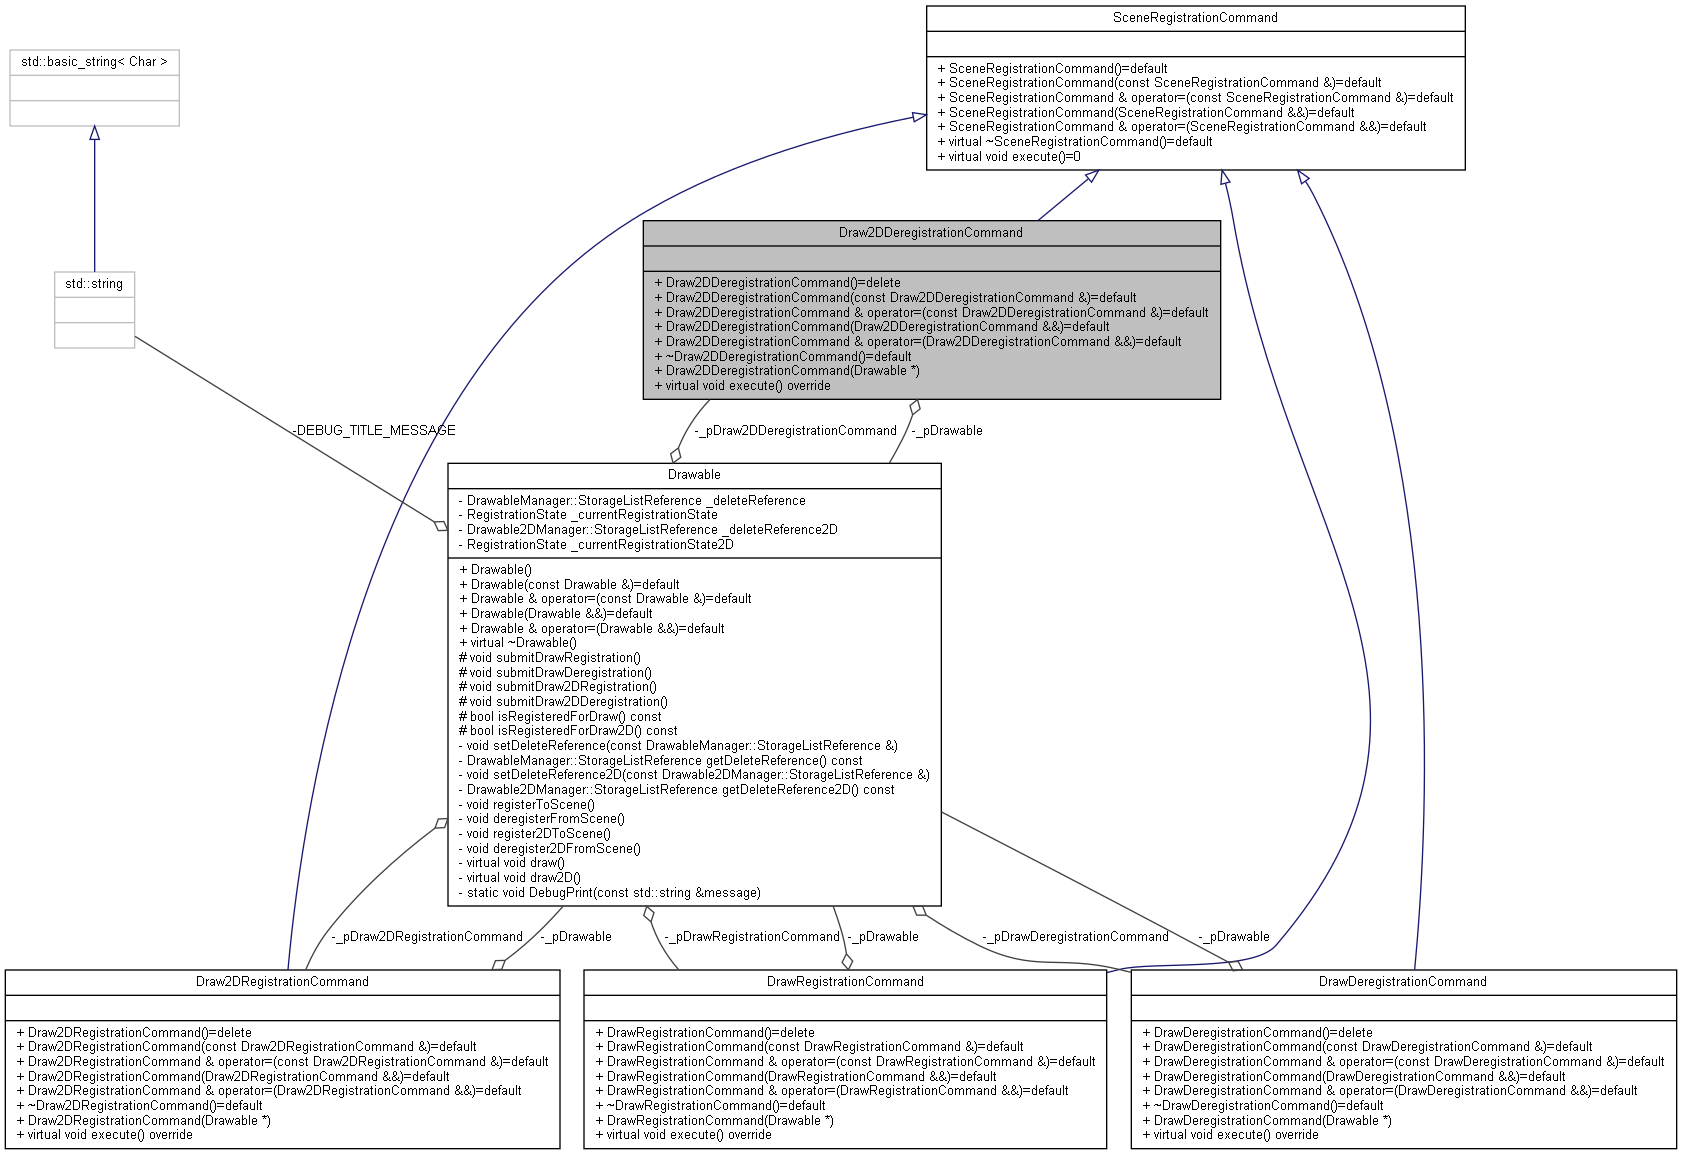 SceneRegistrationCommand
+ SceneRegistrationCommand()=default
+ SceneRegistrationCommand(const SceneRegistrationCommand &)=default
+ SceneRegistrationCommand & operator=(const SceneRegistrationCommand &)=default
+ SceneRegistrationCommand(SceneRegistrationCommand &&)=default
+ SceneRegistrationCommand & operator=(SceneRegistrationCommand &&)=default
+ virtual ~SceneRegistrationCommand()=default
+ virtual void execute()=0
std::basic_string< Char >
std::string
Draw2DDeregistrationCommand
+ Draw2DDeregistrationCommand()=delete
+ Draw2DDeregistrationCommand(const Draw2DDeregistrationCommand &)=default
+ Draw2DDeregistrationCommand & operator=(const Draw2DDeregistrationCommand &)=default
+ Draw2DDeregistrationCommand(Draw2DDeregistrationCommand &&)=default
+ Draw2DDeregistrationCommand & operator=(Draw2DDeregistrationCommand &&)=default
+ ~Draw2DDeregistrationCommand()=default
+ Draw2DDeregistrationCommand(Drawable *)
+ virtual void execute() override
-DEBUG_TITLE_MESSAGE
-_pDraw2DDeregistrationCommand
-_pDrawable
Drawable
- DrawableManager::StorageListReference _deleteReference
- RegistrationState _currentRegistrationState
- Drawable2DManager::StorageListReference _deleteReference2D
- RegistrationState _currentRegistrationState2D
+ Drawable()
+ Drawable(const Drawable &)=default
+ Drawable & operator=(const Drawable &)=default
+ Drawable(Drawable &&)=default
+ Drawable & operator=(Drawable &&)=default
+ virtual ~Drawable()
# void submitDrawRegistration()
# void submitDrawDeregistration()
# void submitDraw2DRegistration()
# void submitDraw2DDeregistration()
# bool isRegisteredForDraw() const
# bool isRegisteredForDraw2D() const
- void setDeleteReference(const DrawableManager::StorageListReference &)
- DrawableManager::StorageListReference getDeleteReference() const
- void setDeleteReference2D(const Drawable2DManager::StorageListReference &)
- Drawable2DManager::StorageListReference getDeleteReference2D() const
- void registerToScene()
- void deregisterFromScene()
- void register2DToScene()
- void deregister2DFromScene()
- virtual void draw()
- virtual void draw2D()
- static void DebugPrint(const std::string &message)
-_pDraw2DRegistrationCommand
-_pDrawable
-_pDrawRegistrationCommand
-_pDrawable
-_pDrawDeregistrationCommand
-_pDrawable
Draw2DRegistrationCommand
+ Draw2DRegistrationCommand()=delete
+ Draw2DRegistrationCommand(const Draw2DRegistrationCommand &)=default
+ Draw2DRegistrationCommand & operator=(const Draw2DRegistrationCommand &)=default
+ Draw2DRegistrationCommand(Draw2DRegistrationCommand &&)=default
+ Draw2DRegistrationCommand & operator=(Draw2DRegistrationCommand &&)=default
+ ~Draw2DRegistrationCommand()=default
+ Draw2DRegistrationCommand(Drawable *)
+ virtual void execute() override
DrawRegistrationCommand
+ DrawRegistrationCommand()=delete
+ DrawRegistrationCommand(const DrawRegistrationCommand &)=default
+ DrawRegistrationCommand & operator=(const DrawRegistrationCommand &)=default
+ DrawRegistrationCommand(DrawRegistrationCommand &&)=default
+ DrawRegistrationCommand & operator=(DrawRegistrationCommand &&)=default
+ ~DrawRegistrationCommand()=default
+ DrawRegistrationCommand(Drawable *)
+ virtual void execute() override
DrawDeregistrationCommand
+ DrawDeregistrationCommand()=delete
+ DrawDeregistrationCommand(const DrawDeregistrationCommand &)=default
+ DrawDeregistrationCommand & operator=(const DrawDeregistrationCommand &)=default
+ DrawDeregistrationCommand(DrawDeregistrationCommand &&)=default
+ DrawDeregistrationCommand & operator=(DrawDeregistrationCommand &&)=default
+ ~DrawDeregistrationCommand()=default
+ DrawDeregistrationCommand(Drawable *)
+ virtual void execute() override